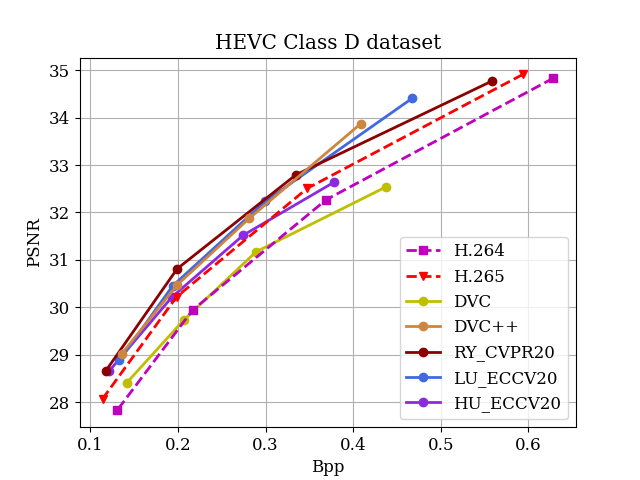 HEVC Class D dataset
35
34
33
32
31
30
29
28
PSNR
0.1
0.2
0.3
0.4
0.5
0.6
Bpp
H.264
H.265
DVC
DVC++
RY_CVPR20
LU_ECCV20
HU_ECCV20